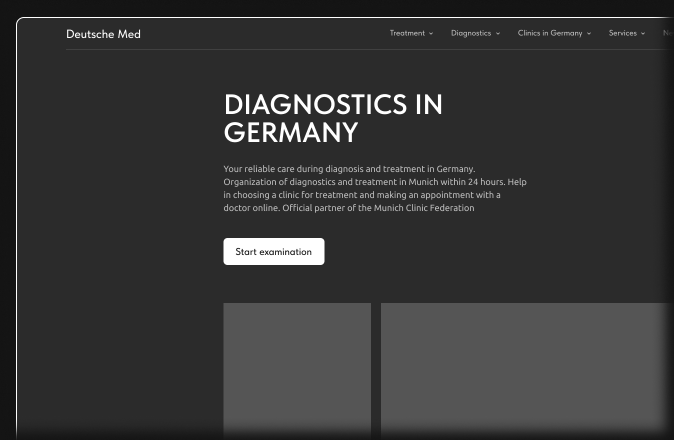 Deutsche Med
Treatment Diagnostics Clinics in Germany Services
DIAGNOSTICS IN
GERMANY
Your reliable care during diagnosis and treatment in Germany.
Organization of diagnostics and treatment in Munich within 24 hours. Help
in choosing a clinic for treatment and making an appointment with a
doctor online. Official partner of the Munich Clinic Federation
Start examination